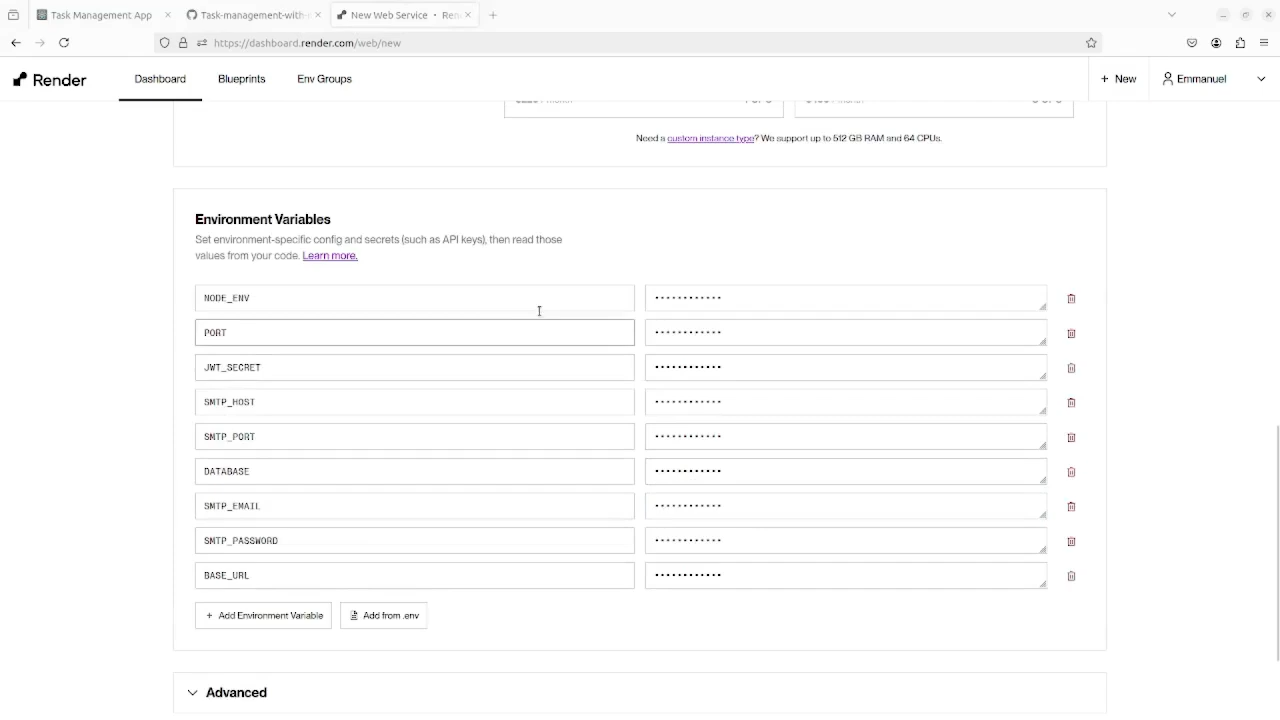 Task Management App
Task-management-with-
New Web Service • Ren
https://dashboard.render.com/web/new
Render
Dashboard
Blueprints
Env Groups
+ New
Emmanuel
Need a custom instance type? We support up to 512 GB RAM and 64 CPUs.
Environment Variables
Set environment-specific config and secrets (such as API keys), then read those
values from your code. Learn more.
NODE_ENV
PORT
JWT_SECRET
SMTP_HOST
SMTP_PORT
DATABASE
SMTP_EMAIL
SMTP_PASSWORD
BASE_URL
+ Add Environment Variable
Add from .env
Advanced